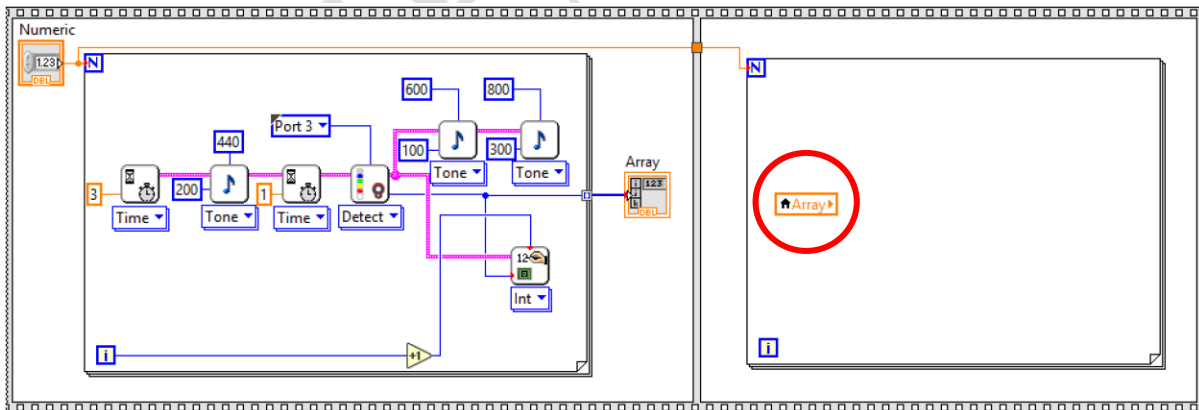 Numeric
1.23
DBL
N
3
Time
440
200
Tone
1
Time
Port 3
Detect
600
100
Tone
800
300
Tone
12
Int
i
+1
Array
123
DBL
N
Array
i